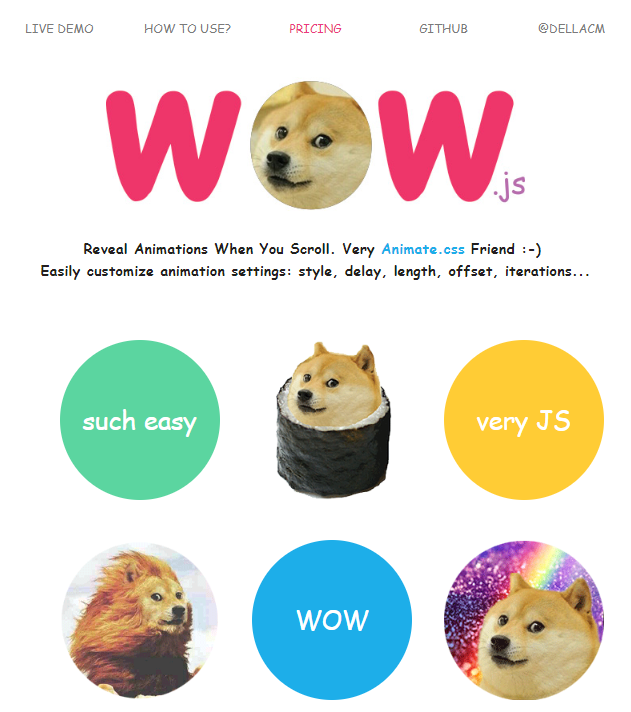 LIVE DEMO HOW TO USE? PRICING GITHUB @DELLACM
WOW.js
Reveal Animations When You Scroll. Very Animate.css Friend :-)
Easily customize animation settings: style, delay, length, offset, iterations...
such easy very JS
WOW